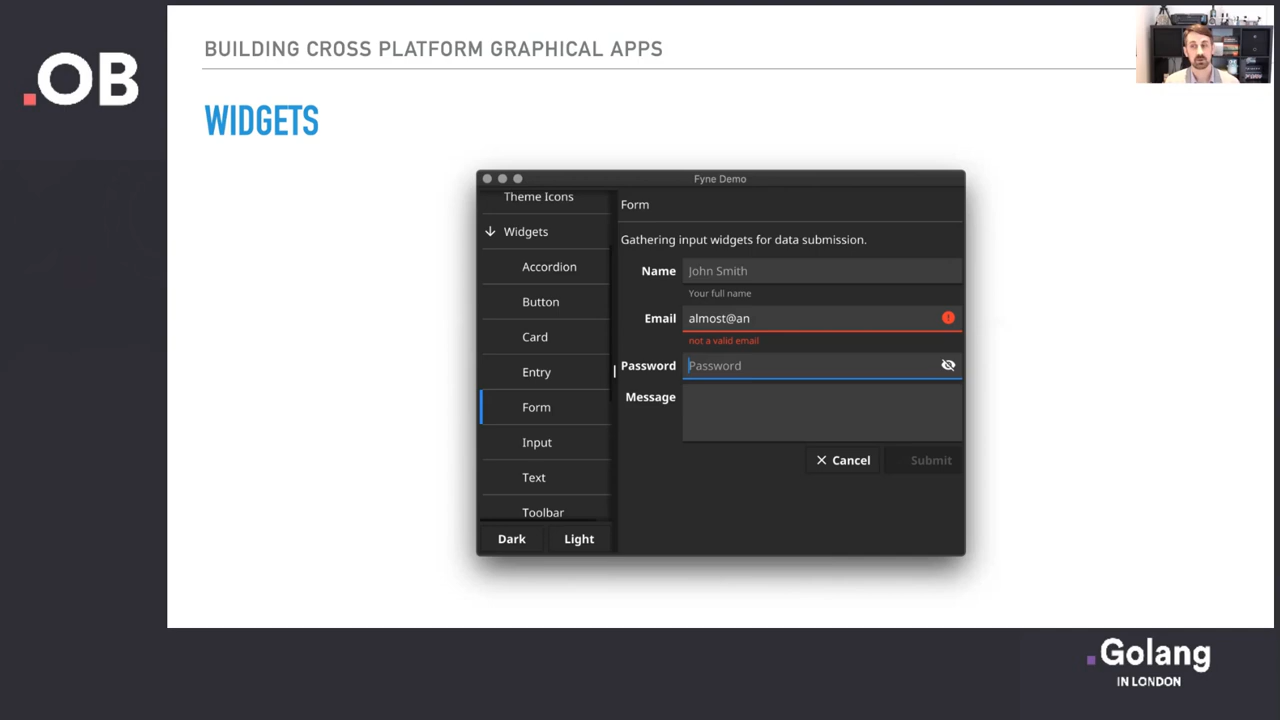 .OB
BUILDING CROSS PLATFORM GRAPHICAL APPS
WIDGETS
Fyne Demo
Theme Icons
Widgets
Accordion
Button
Card
Entry
Form
Input
Text
Toolbar
Dark Light
Form
Gathering input widgets for data submission.
Name John Smith
Your full name
Email almost@an
not a valid email
Password Password
Message
Cancel Submit
.Golang
IN LONDON